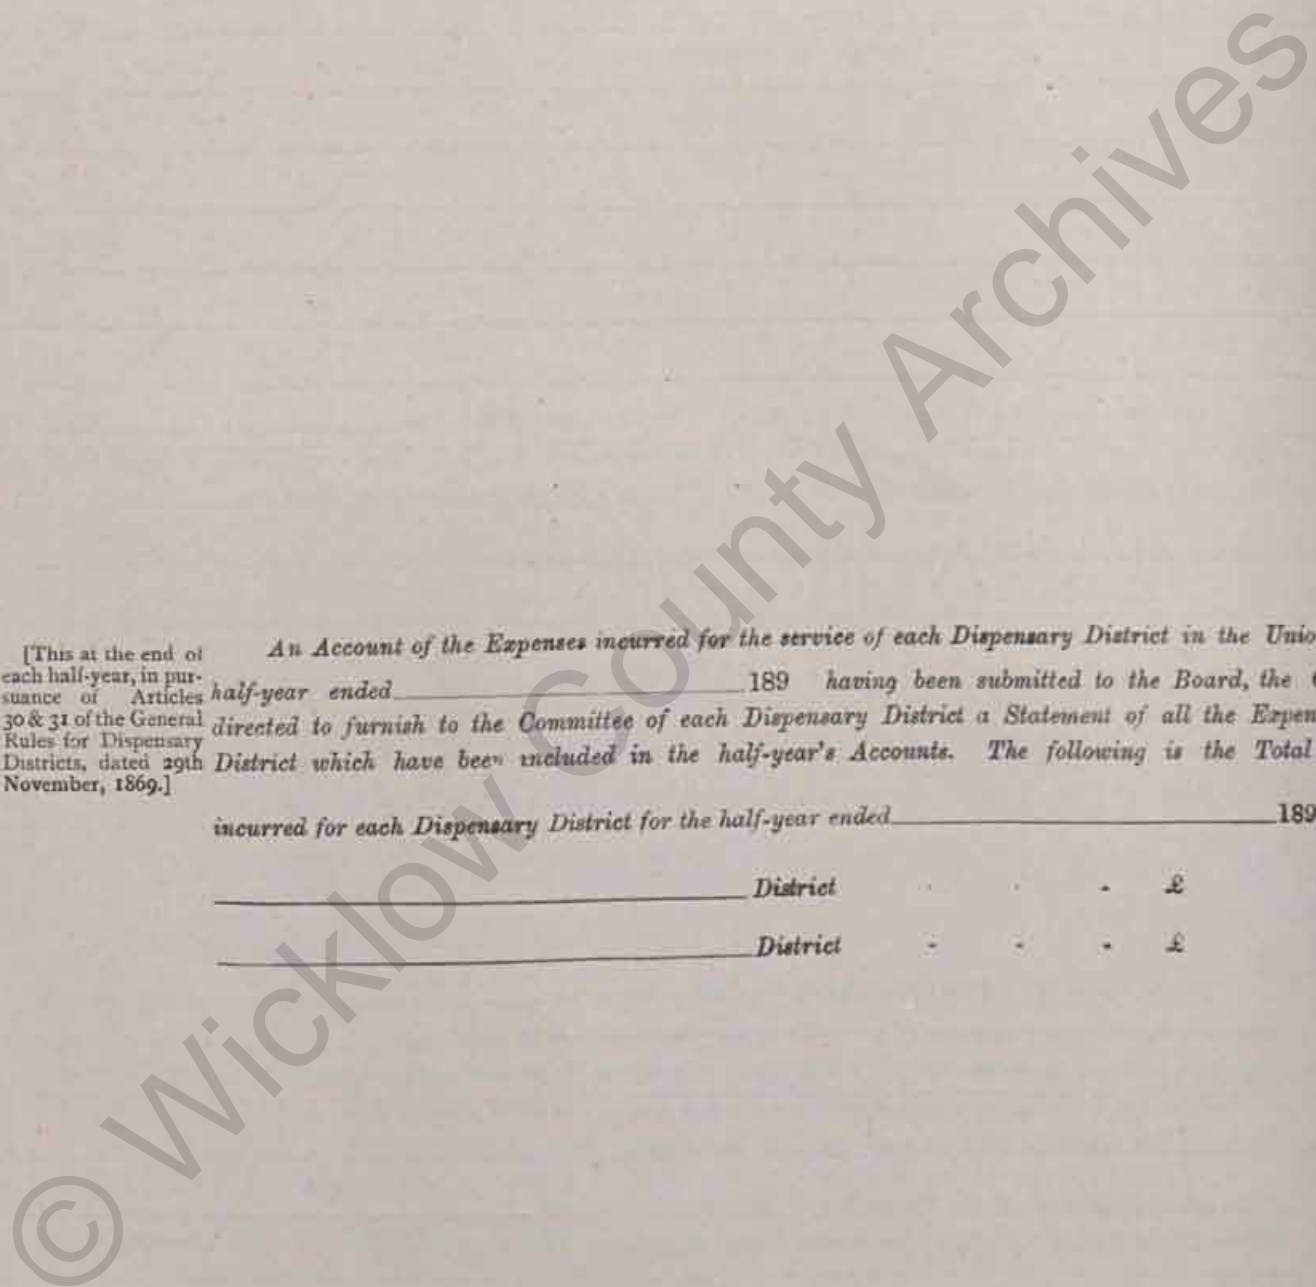 [This at the end of
each half-year, in pur-
suance of Articles
30 & 31 of the General
Rules for Dispensary
Districts, dated 29th
November, 1869.]
An Account of the Expenses incurred for the service of each Dispensary District in the Unio
half-year ended 189 having been submitted to the Board, the
directed to furnish to the Committee of each Dispensary District a Statement of all the Expen
District which have been included in the half-year's Accounts. The following is the Total
incurred for each Dispensary District for the half-year ended 189
District - - - £
District - - - £
© Wicklow County Archives